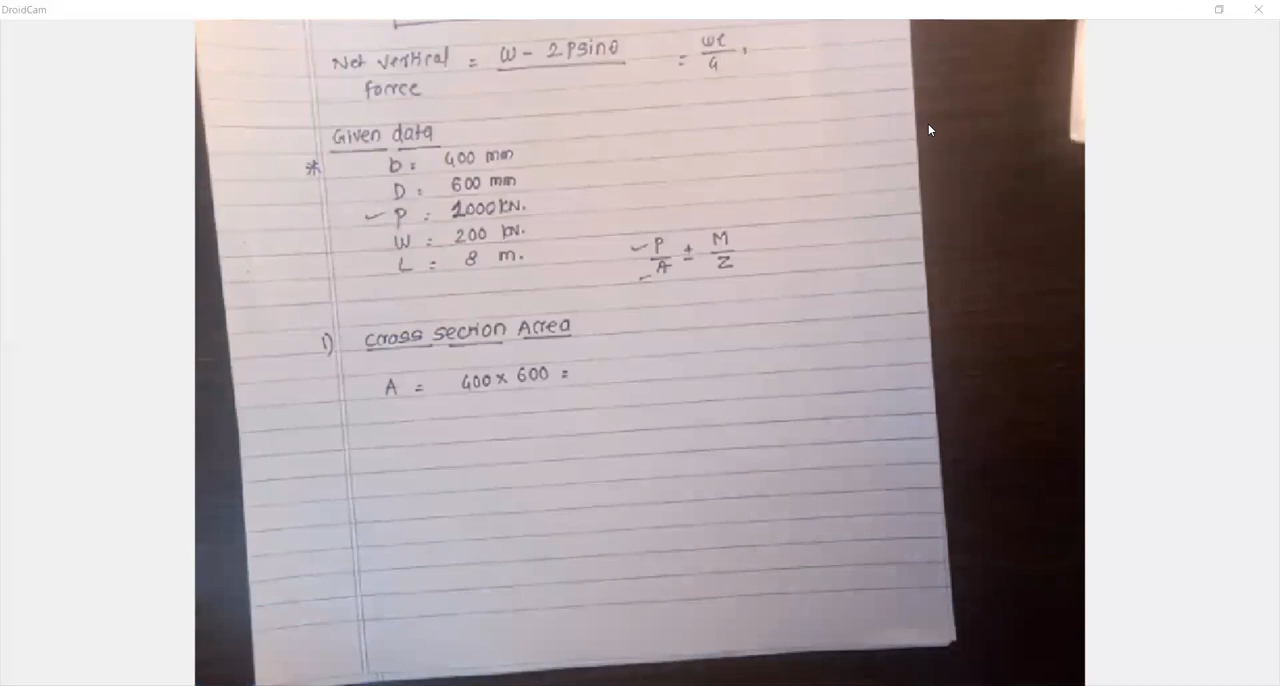 DroidCam
Net vertical force = W - 2Psinθ = Wl/4,
Given data
* b = 400 mm
D = 600 mm
✓ P = 1000 KN.
W = 200 kN.
L = 8 m.
✓ P/A ± M/Z
1) Cross section Area
A = 400 × 600 =